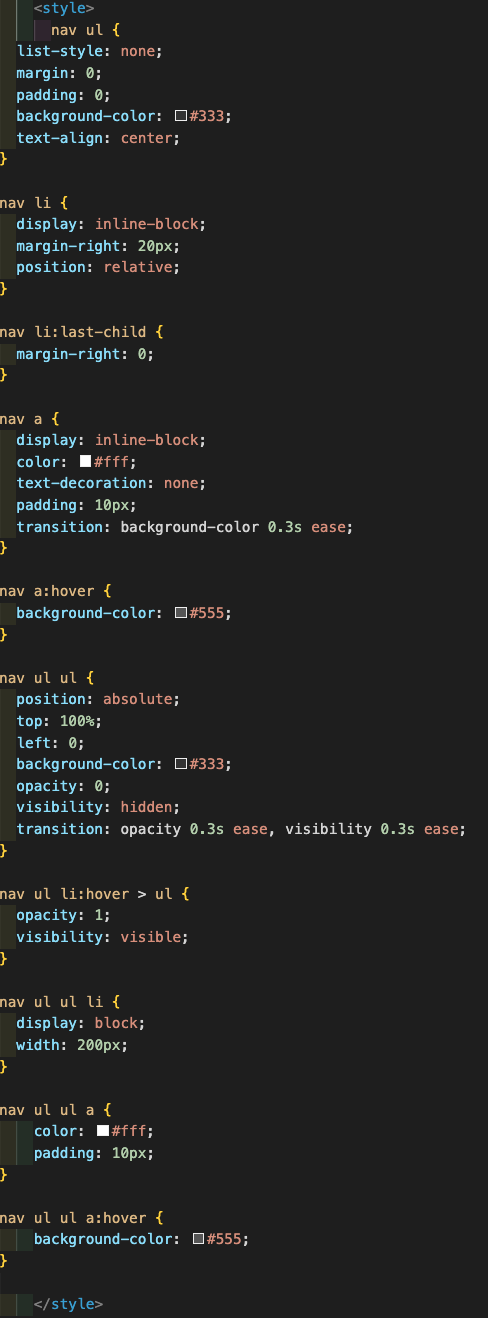 <style>
nav ul {
list-style: none;
margin: 0;
padding: 0;
background-color: #333;
text-align: center;
}
nav li {
display: inline-block;
margin-right: 20px;
position: relative;
}
nav li:last-child {
margin-right: 0;
}
nav a {
display: inline-block;
color: #fff;
text-decoration: none;
padding: 10px;
transition: background-color 0.3s ease;
}
nav a:hover {
background-color: #555;
}
nav ul ul {
position: absolute;
top: 100%;
left: 0;
background-color: #333;
opacity: 0;
visibility: hidden;
transition: opacity 0.3s ease, visibility 0.3s ease;
}
nav ul li:hover > ul {
opacity: 1;
visibility: visible;
}
nav ul ul li {
display: block;
width: 200px;
}
nav ul ul a {
color: #fff;
padding: 10px;
}
nav ul ul a:hover {
background-color: #555;
}
</style>